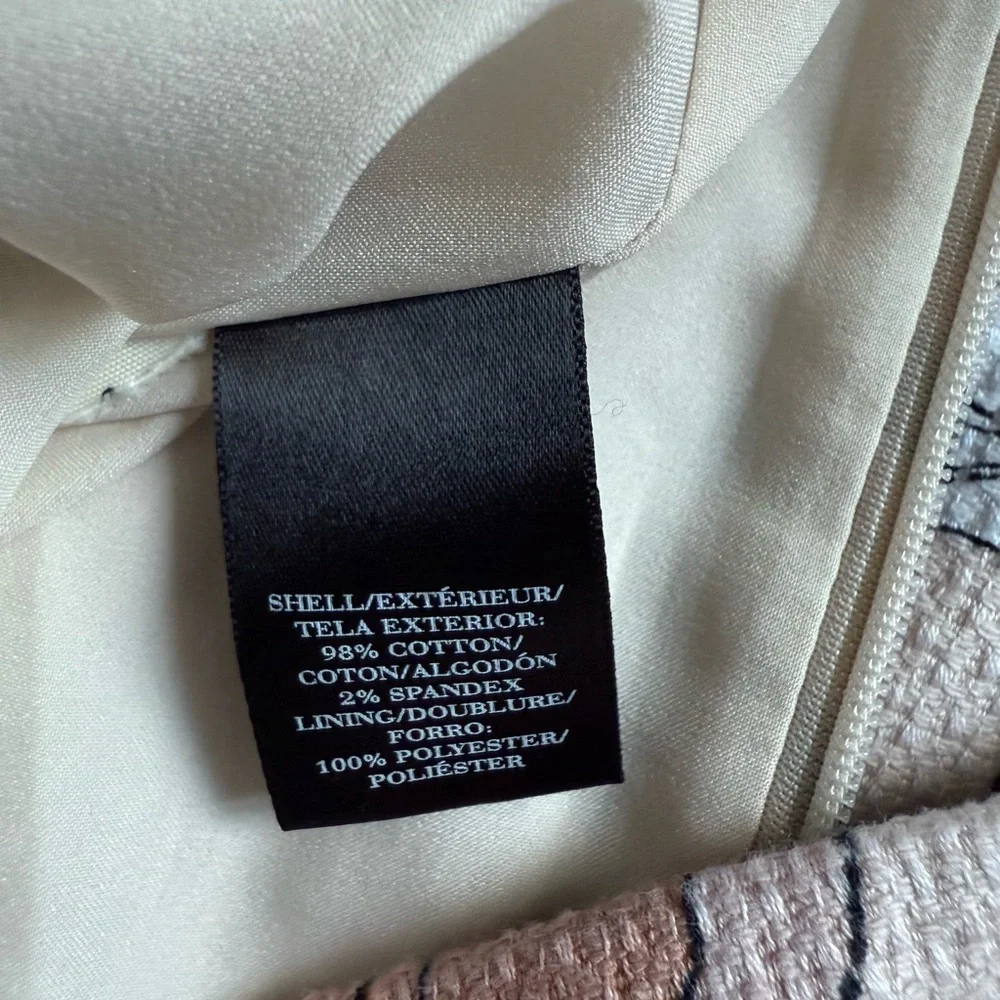 SHELL/EXTÉRIEUR/
TELA EXTERIOR:
98% COTTON/
COTON/ALGODÓN
2% SPANDEX
LINING/DOUBLURE/
FORRO:
100% POLYESTER/
POLIÉSTER